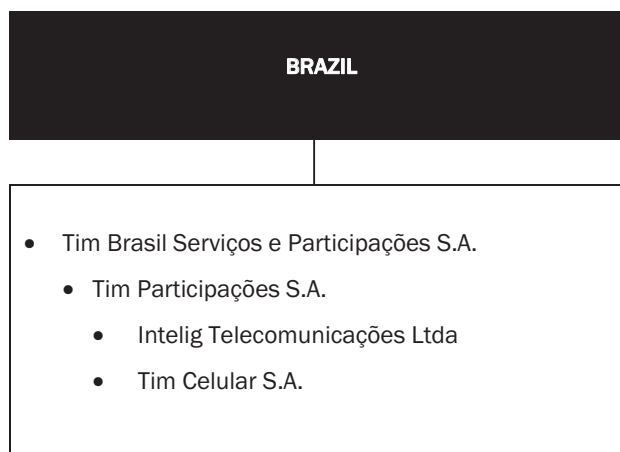 BRAZIL
• Tim Brasil Serviços e Participações S.A.
• Tim Participações S.A.
• Intelig Telecomunicações Ltda
• Tim Celular S.A.